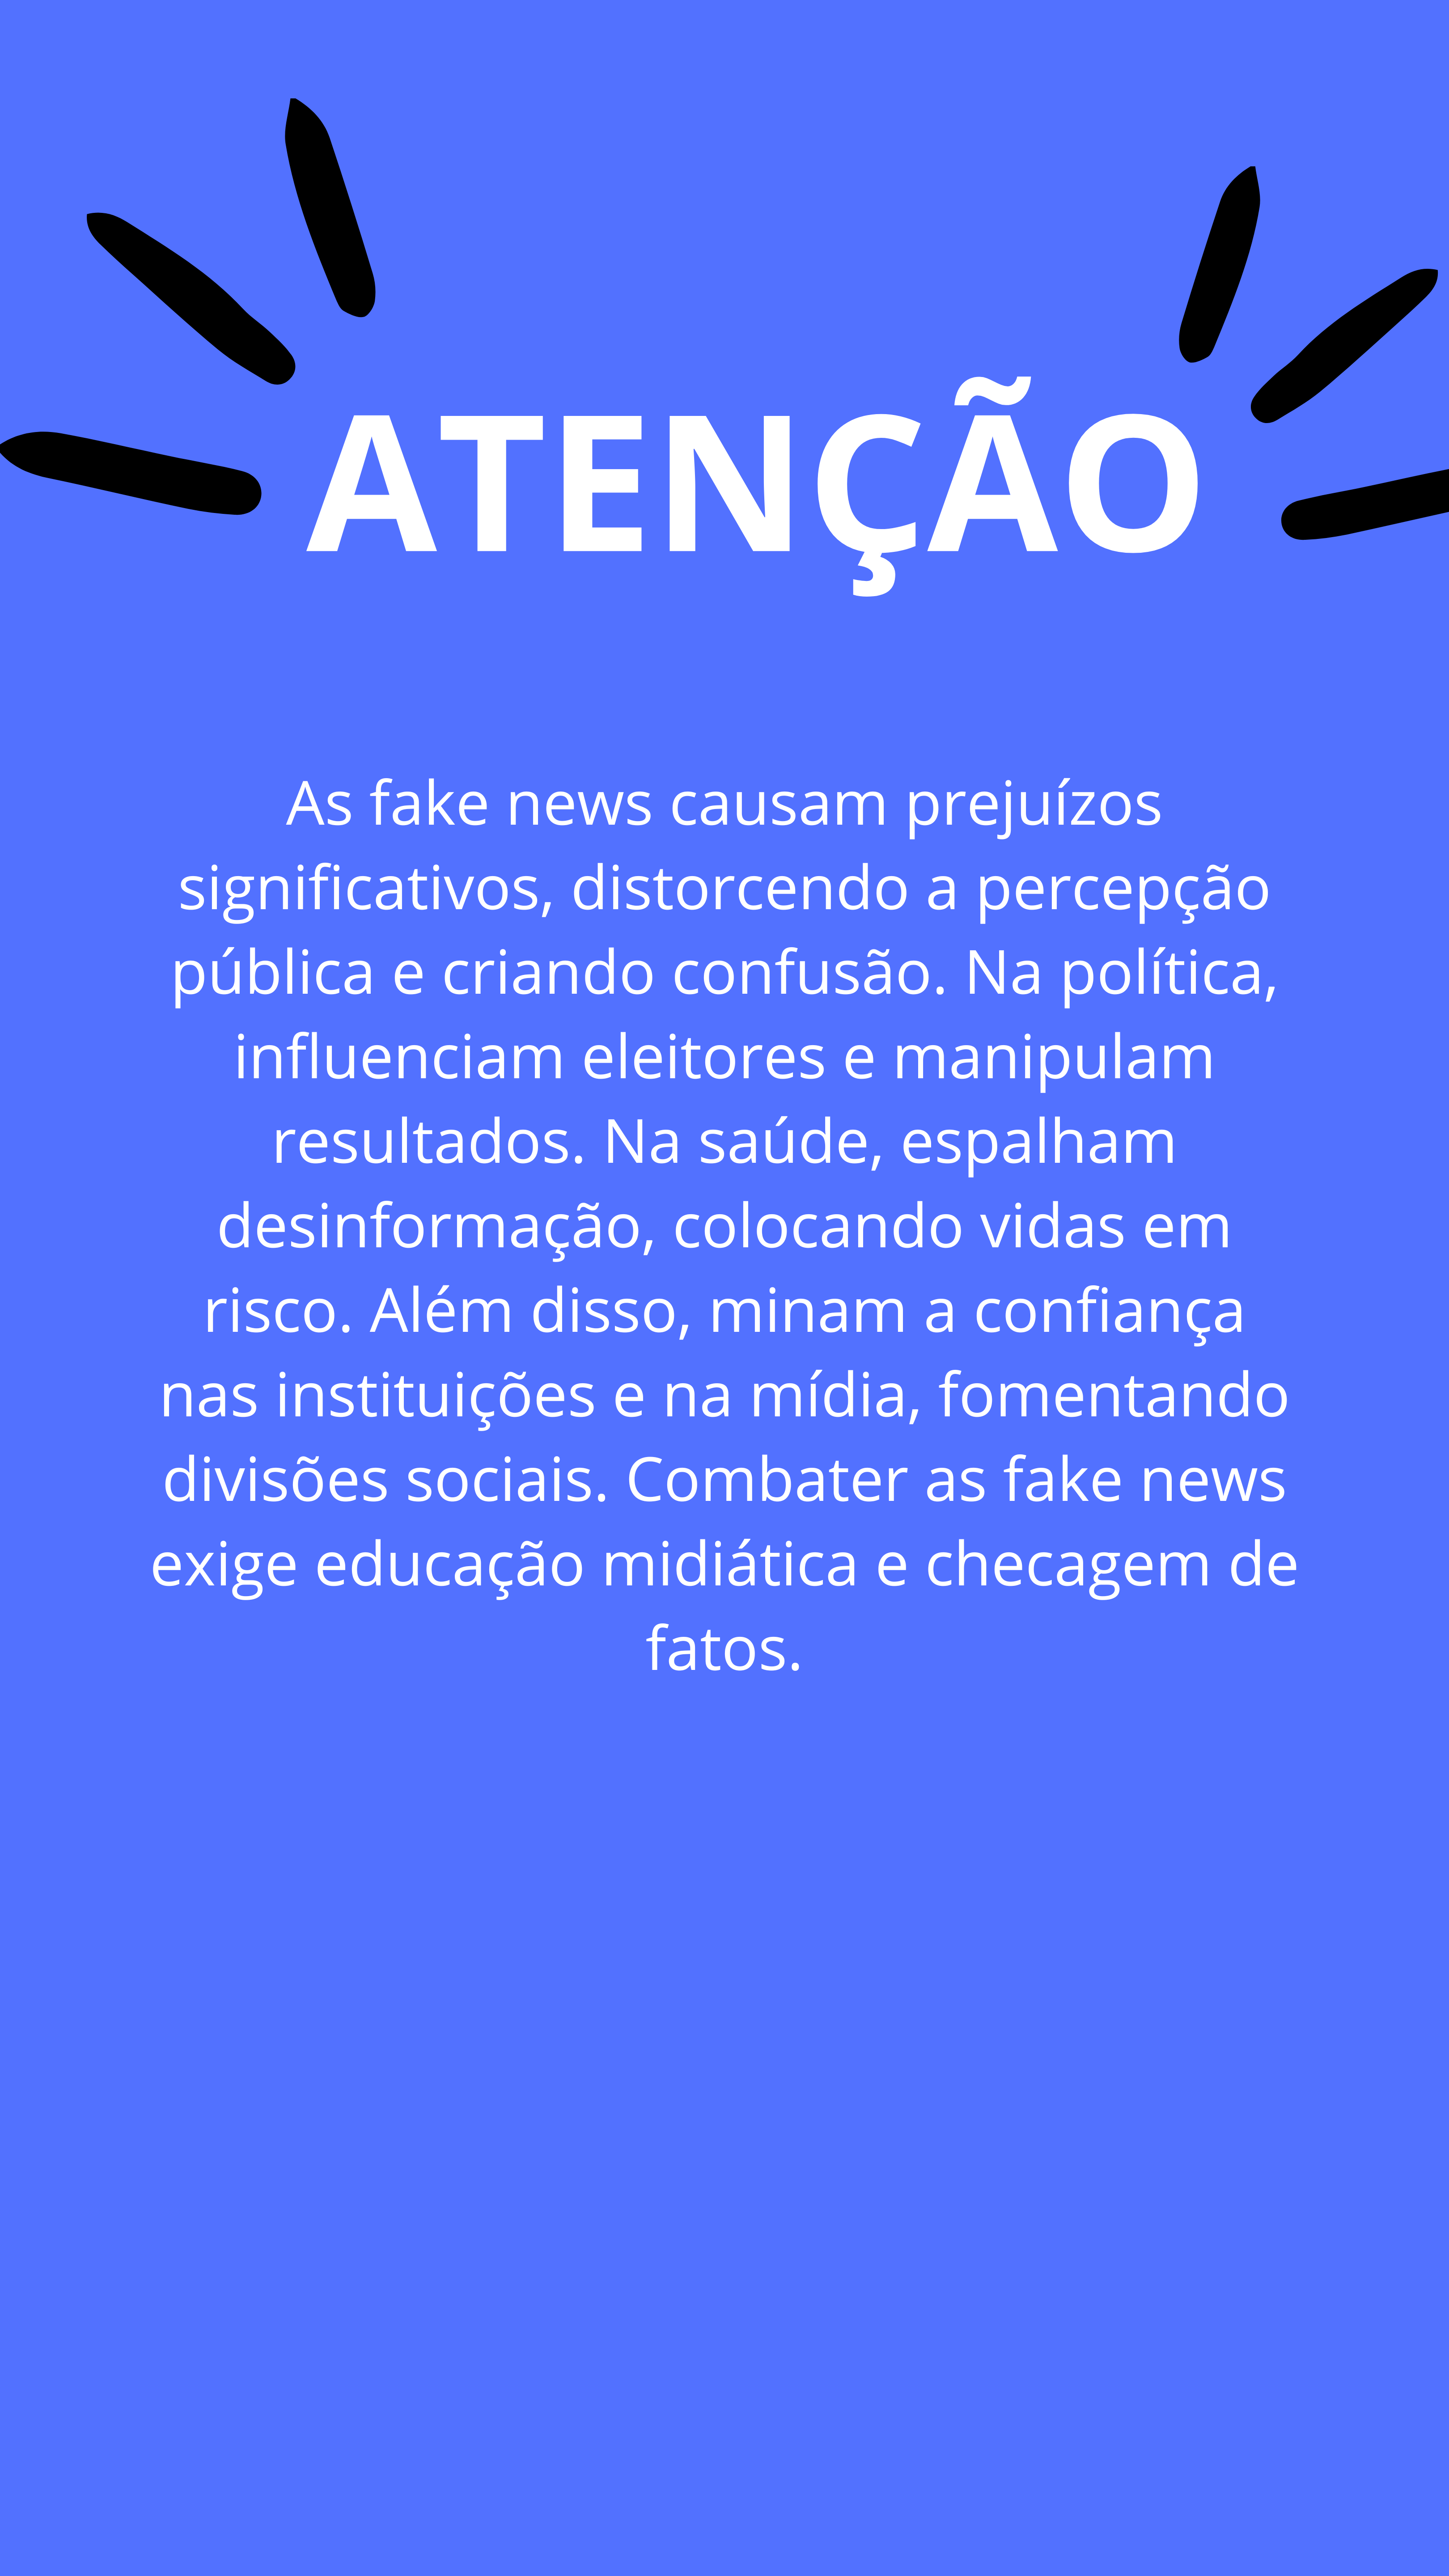 ATENÇÃO
As fake news causam prejuízos
significativos, distorcendo a percepção
pública e criando confusão. Na política,
influenciam eleitores e manipulam
resultados. Na saúde, espalham
desinformação, colocando vidas em
risco. Além disso, minam a confiança
nas instituições e na mídia, fomentando
divisões sociais. Combater as fake news
exige educação midiática e checagem de
fatos.